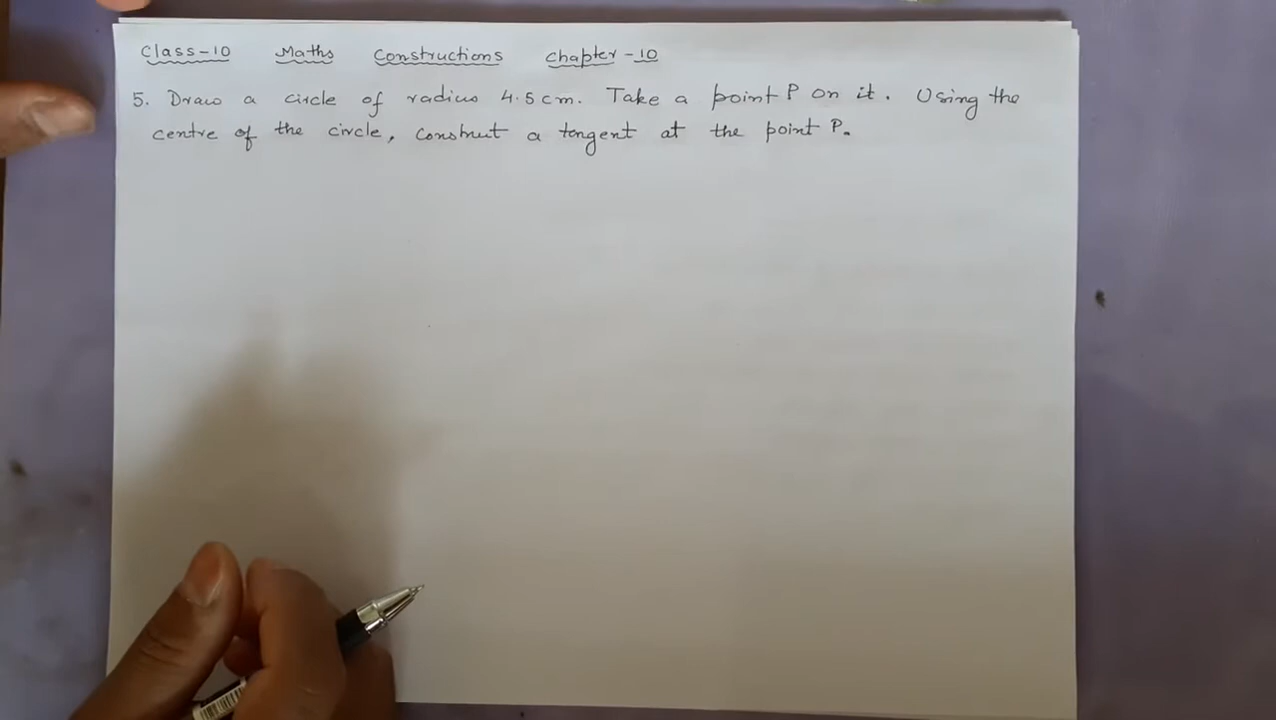 Class-10 Maths Constructions chapter-10
5. Draw a circle of radius 4.5cm. Take a point P on it. Using the
centre of the circle, Construct a tangent at the point P.